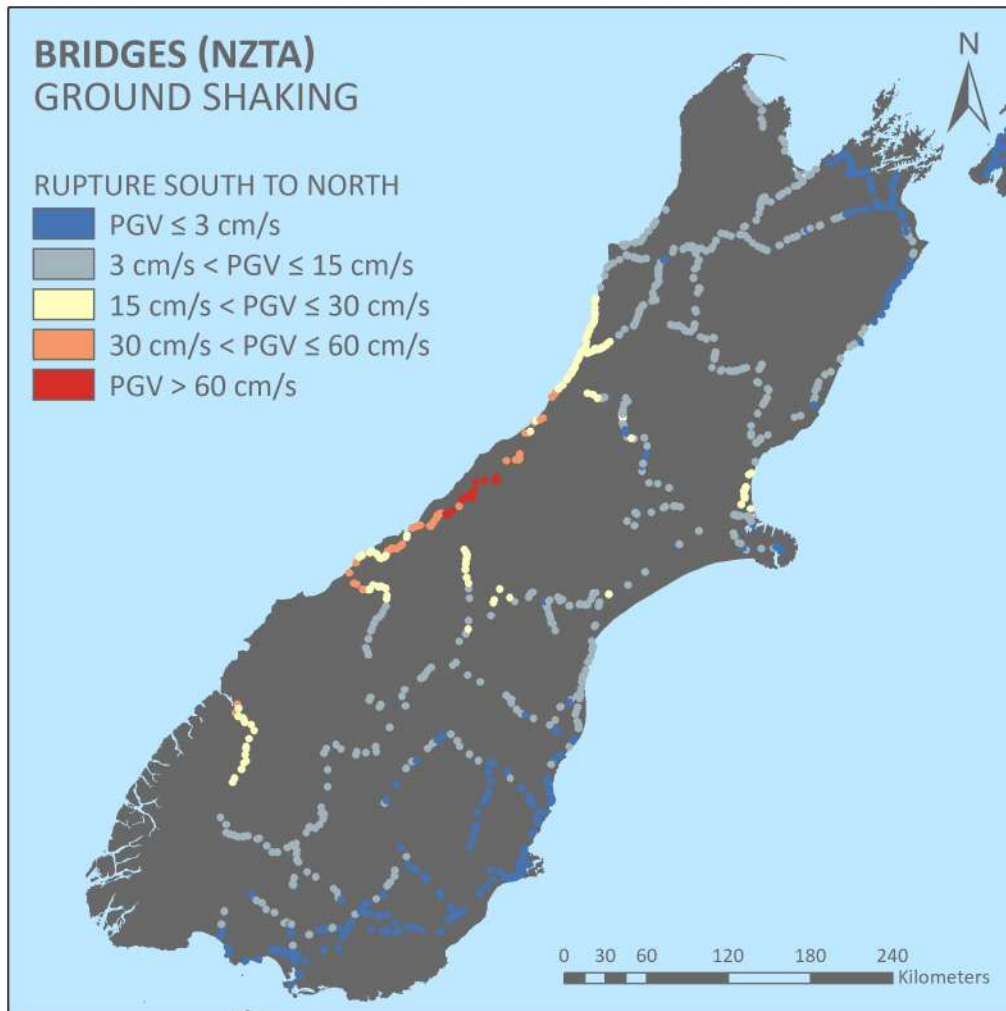 BRIDGES (NZTA)
GROUND SHAKING
N
RUPTURE SOUTH TO NORTH
PGV ≤ 3 cm/s
3 cm/s < PGV ≤ 15 cm/s
15 cm/s < PGV ≤ 30 cm/s
30 cm/s < PGV ≤ 60 cm/s
PGV > 60 cm/s
0 30 60 120 180 240
Kilometers